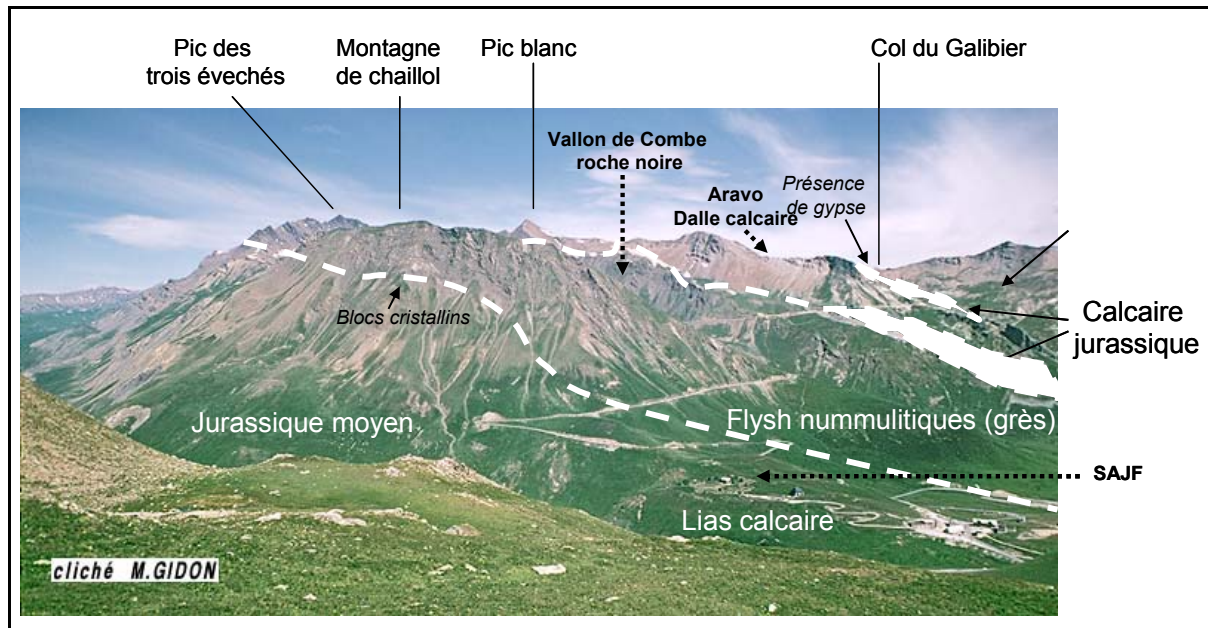 Pic des
trois évechés
Montagne
de chaillol
Pic blanc
Col du Galibier
Vallon de Combe
roche noire
Aravo
Dalle calcaire
Présence
de gypse
Blocs cristallins
Calcaire
jurassique
Jurassique moyen
Flysh nummulitiques (grès)
SAJF
Lias calcaire
cliché M.GIDON